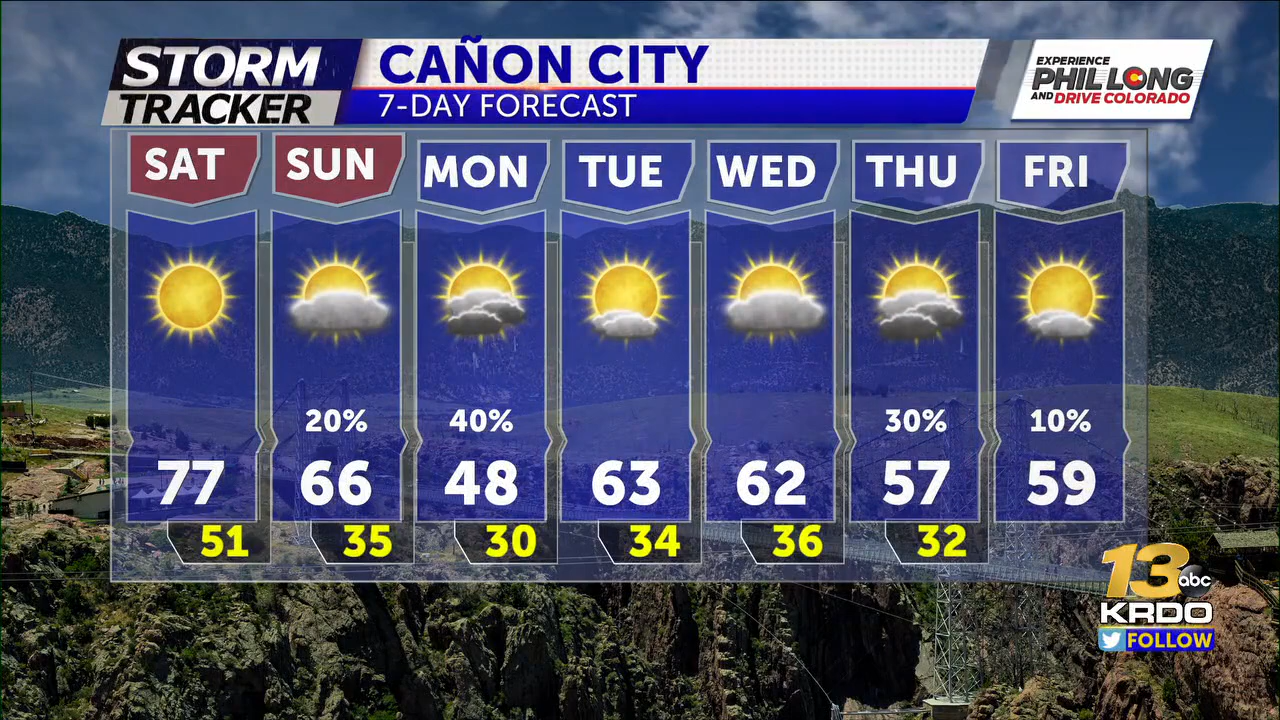 STORM
TRACKER
CAÑON CITY
7-DAY FORECAST
EXPERIENCE
PHIL LONG
AND DRIVE COLORADO
SAT SUN MON TUE WED THU FRI
20% 40% 30% 10%
77 66 48 63 62 57 59
51 35 30 34 36 32
13 abc
KRDO
FOLLOW